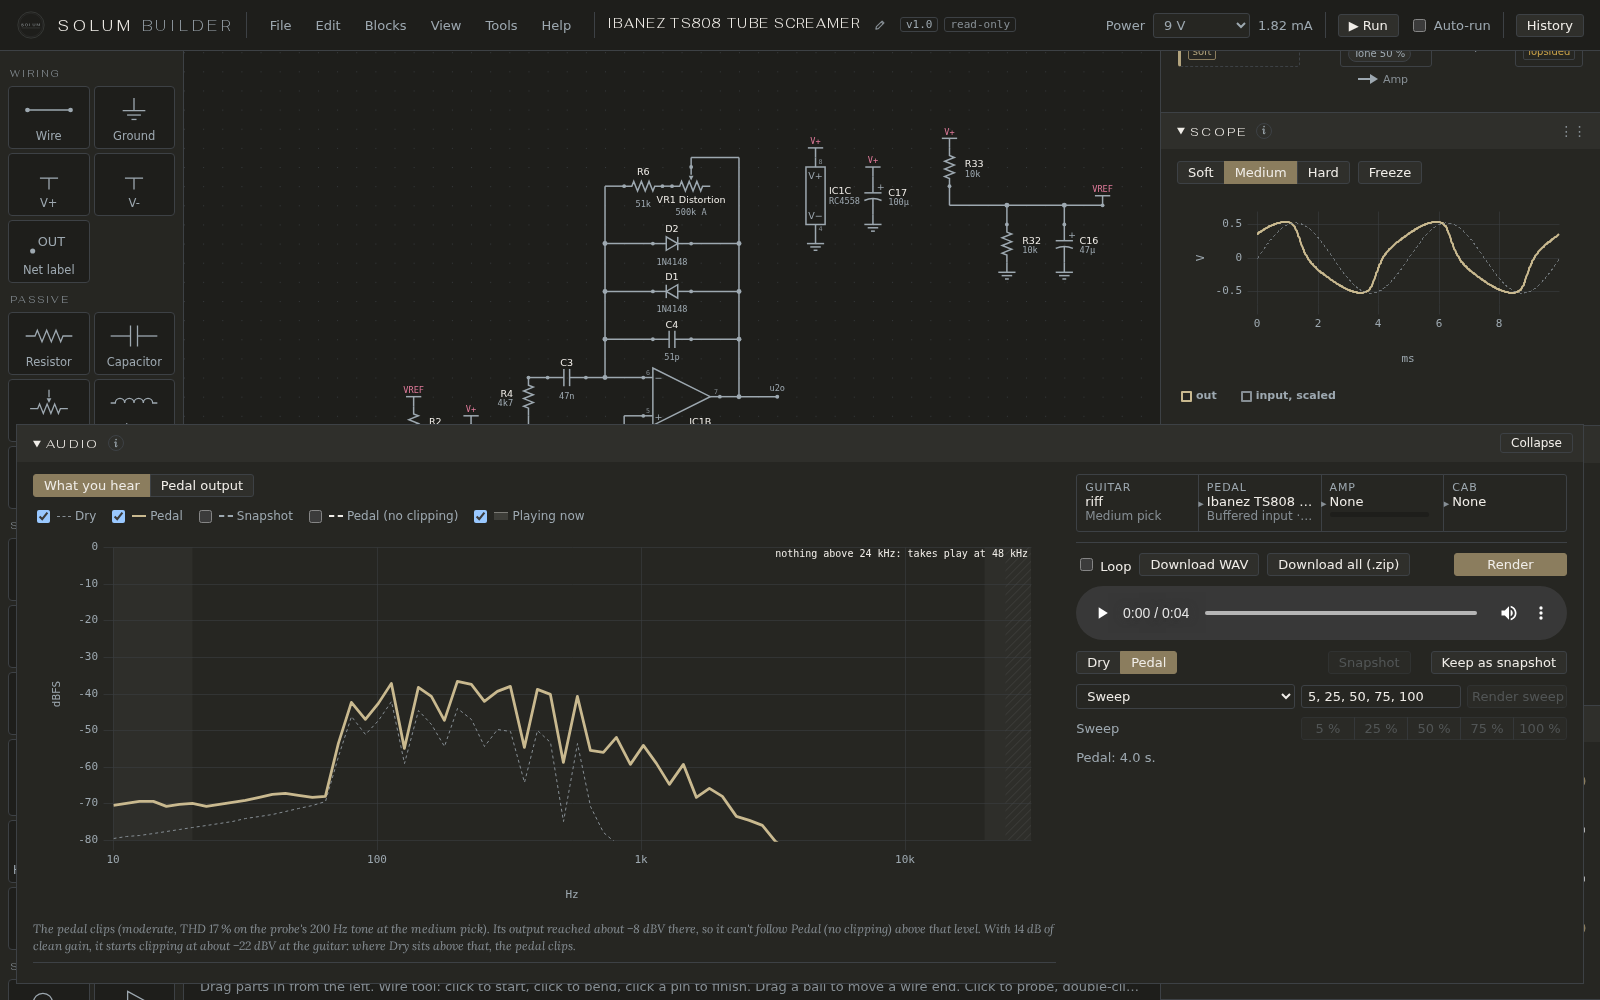 SOLUM BUILDER
File Edit Blocks View Tools Help
IBANEZ TS808 TUBE SCREAMER v1.0 read-only
Power 9 V 1.82 mA ▶ Run Auto-run History
WIRING
Wire Ground
V+ V-
OUT
Net label
PASSIVE
Resistor Capacitor
R6
51k
VR1 Distortion
500k A
D2
1N4148
D1
1N4148
C4
51p
C3
47n
R4
4k7
VREF
R2
V+
6
5
7
IC1B
u2o
V+
8
V+
V−
4
IC1C
RC4558
V+
C17
100µ
V+
R33
10k
VREF
R32
10k
C16
47µ
soft
Tone 50 %
lopsided
Amp
SCOPE i
Soft Medium Hard Freeze
0.5
0
-0.5
V
0 2 4 6 8
ms
out input, scaled
AUDIO i Collapse
What you hear Pedal output
Dry Pedal Snapshot Pedal (no clipping) Playing now
nothing above 24 kHz: takes play at 48 kHz
0
-10
-20
-30
-40
-50
-60
-70
-80
dBFS
10 100 1k 10k
Hz
The pedal clips (moderate, THD 17 % on the probe's 200 Hz tone at the medium pick). Its output reached about −8 dBV there, so it can't follow Pedal (no clipping) above that level. With 14 dB of
clean gain, it starts clipping at about −22 dBV at the guitar: where Dry sits above that, the pedal clips.
GUITAR PEDAL AMP CAB
riff Ibanez TS808 ... None None
Medium pick Buffered input ·...
Loop Download WAV Download all (.zip) Render
0:00 / 0:04
Dry Pedal Snapshot Keep as snapshot
Sweep 5, 25, 50, 75, 100 Render sweep
Sweep 5 % 25 % 50 % 75 % 100 %
Pedal: 4.0 s.
Drag parts in from the left. Wire tool: click to start, click to bend, click a pin to finish. Drag a ball to move a wire end. Click to probe, double-cli...